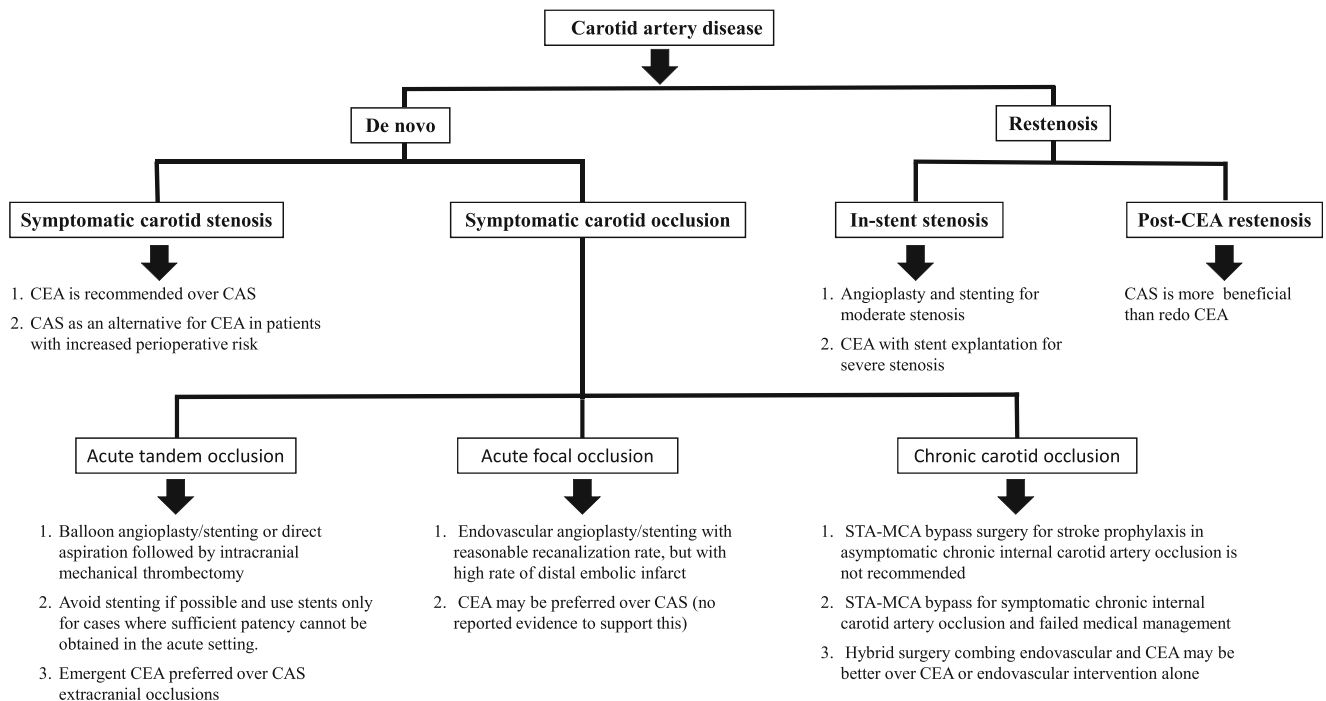 Carotid artery disease
De novo
Restenosis
Symptomatic carotid stenosis
Symptomatic carotid occlusion
In-stent stenosis
Post-CEA restenosis
1. CEA is recommended over CAS
2. CAS as an alternative for CEA in patients
with increased perioperative risk
1. Angioplasty and stenting for
moderate stenosis
2. CEA with stent explantation for
severe stenosis
CAS is more beneficial
than redo CEA
Acute tandem occlusion
Acute focal occlusion
Chronic carotid occlusion
1. Balloon angioplasty/stenting or direct
aspiration followed by intracranial
mechanical thrombectomy
2. Avoid stenting if possible and use stents only
for cases where sufficient patency cannot be
obtained in the acute setting.
3. Emergent CEA preferred over CAS
extracranial occlusions
1. Endovascular angioplasty/stenting with
reasonable recanalization rate, but with
high rate of distal embolic infarct
2. CEA may be preferred over CAS (no
reported evidence to support this)
1. STA-MCA bypass surgery for stroke prophylaxis in
asymptomatic chronic internal carotid artery occlusion is
not recommended
2. STA-MCA bypass for symptomatic chronic internal
carotid artery occlusion and failed medical management
3. Hybrid surgery combing endovascular and CEA may be
better over CEA or endovascular intervention alone